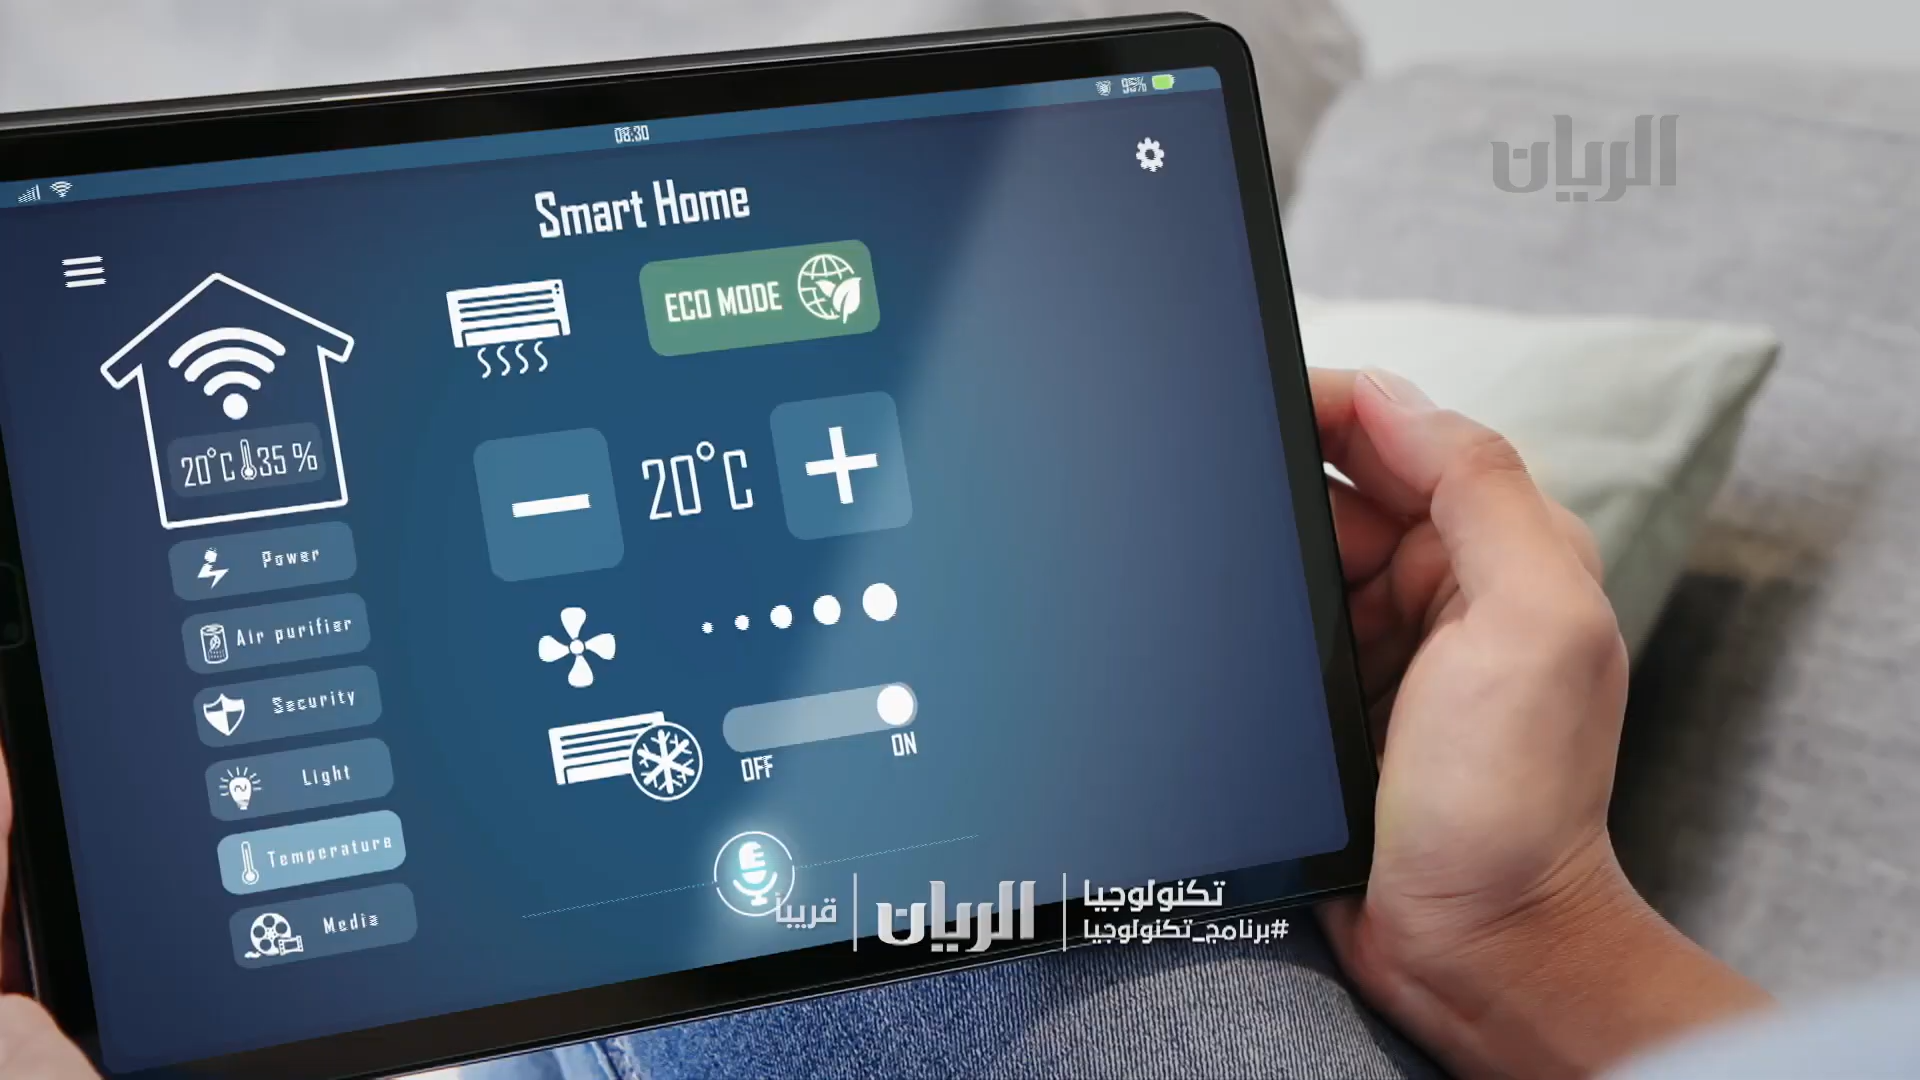 08:30
95%
الريان
Smart Home
ECO MODE
20°C 35 %
20°C
Power
Air purifier
Security
Light
Temperature
Media
OFF
ON
تكنولوجيا
#برنامج_تكنولوجيا
الريان
قريباً